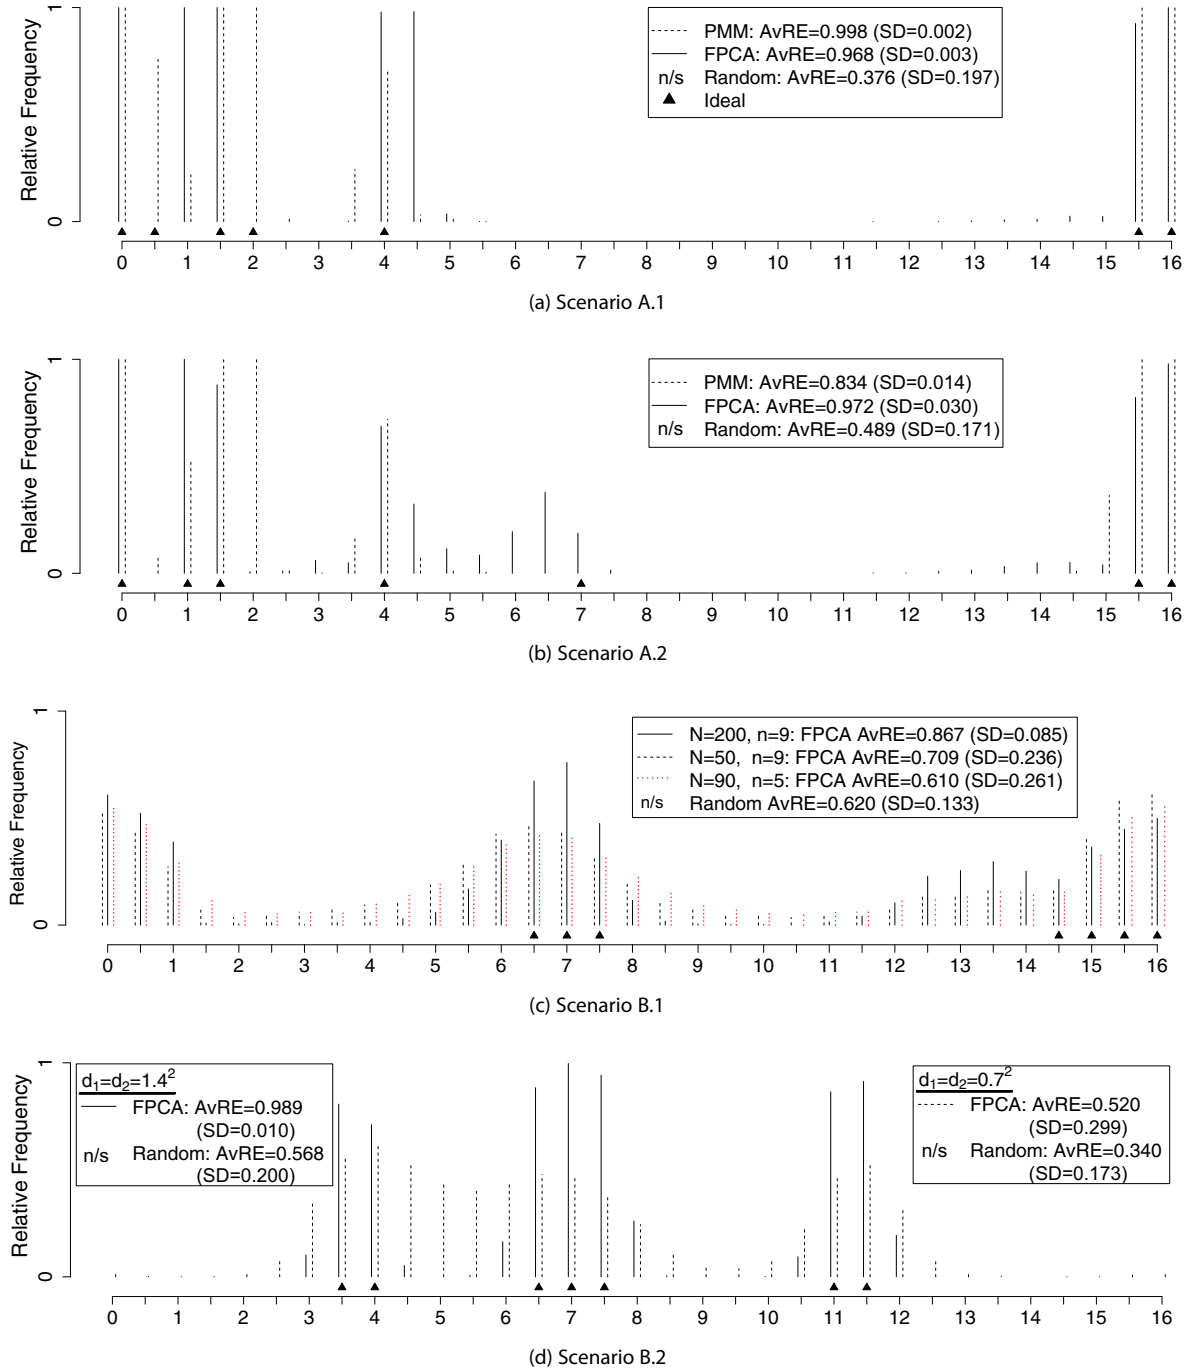 1
Relative Frequency
0
PMM: AvRE=0.998 (SD=0.002)
FPCA: AvRE=0.968 (SD=0.003)
n/s Random: AvRE=0.376 (SD=0.197)
Ideal
0 1 2 3 4 5 6 7 8 9 10 11 12 13 14 15 16
(a) Scenario A.1
1
Relative Frequency
0
PMM: AvRE=0.834 (SD=0.014)
FPCA: AvRE=0.972 (SD=0.030)
n/s Random: AvRE=0.489 (SD=0.171)
0 1 2 3 4 5 6 7 8 9 10 11 12 13 14 15 16
(b) Scenario A.2
1
Relative Frequency
0
N=200, n=9: FPCA AvRE=0.867 (SD=0.085)
N=50, n=9: FPCA AvRE=0.709 (SD=0.236)
N=90, n=5: FPCA AvRE=0.610 (SD=0.261)
n/s Random AvRE=0.620 (SD=0.133)
0 1 2 3 4 5 6 7 8 9 10 11 12 13 14 15 16
(c) Scenario B.1
1
Relative Frequency
0
d₁=d₂=1.4²
FPCA: AvRE=0.989
(SD=0.010)
n/s Random: AvRE=0.568
(SD=0.200)
d₁=d₂=0.7²
FPCA: AvRE=0.520
(SD=0.299)
n/s Random: AvRE=0.340
(SD=0.173)
0 1 2 3 4 5 6 7 8 9 10 11 12 13 14 15 16
(d) Scenario B.2